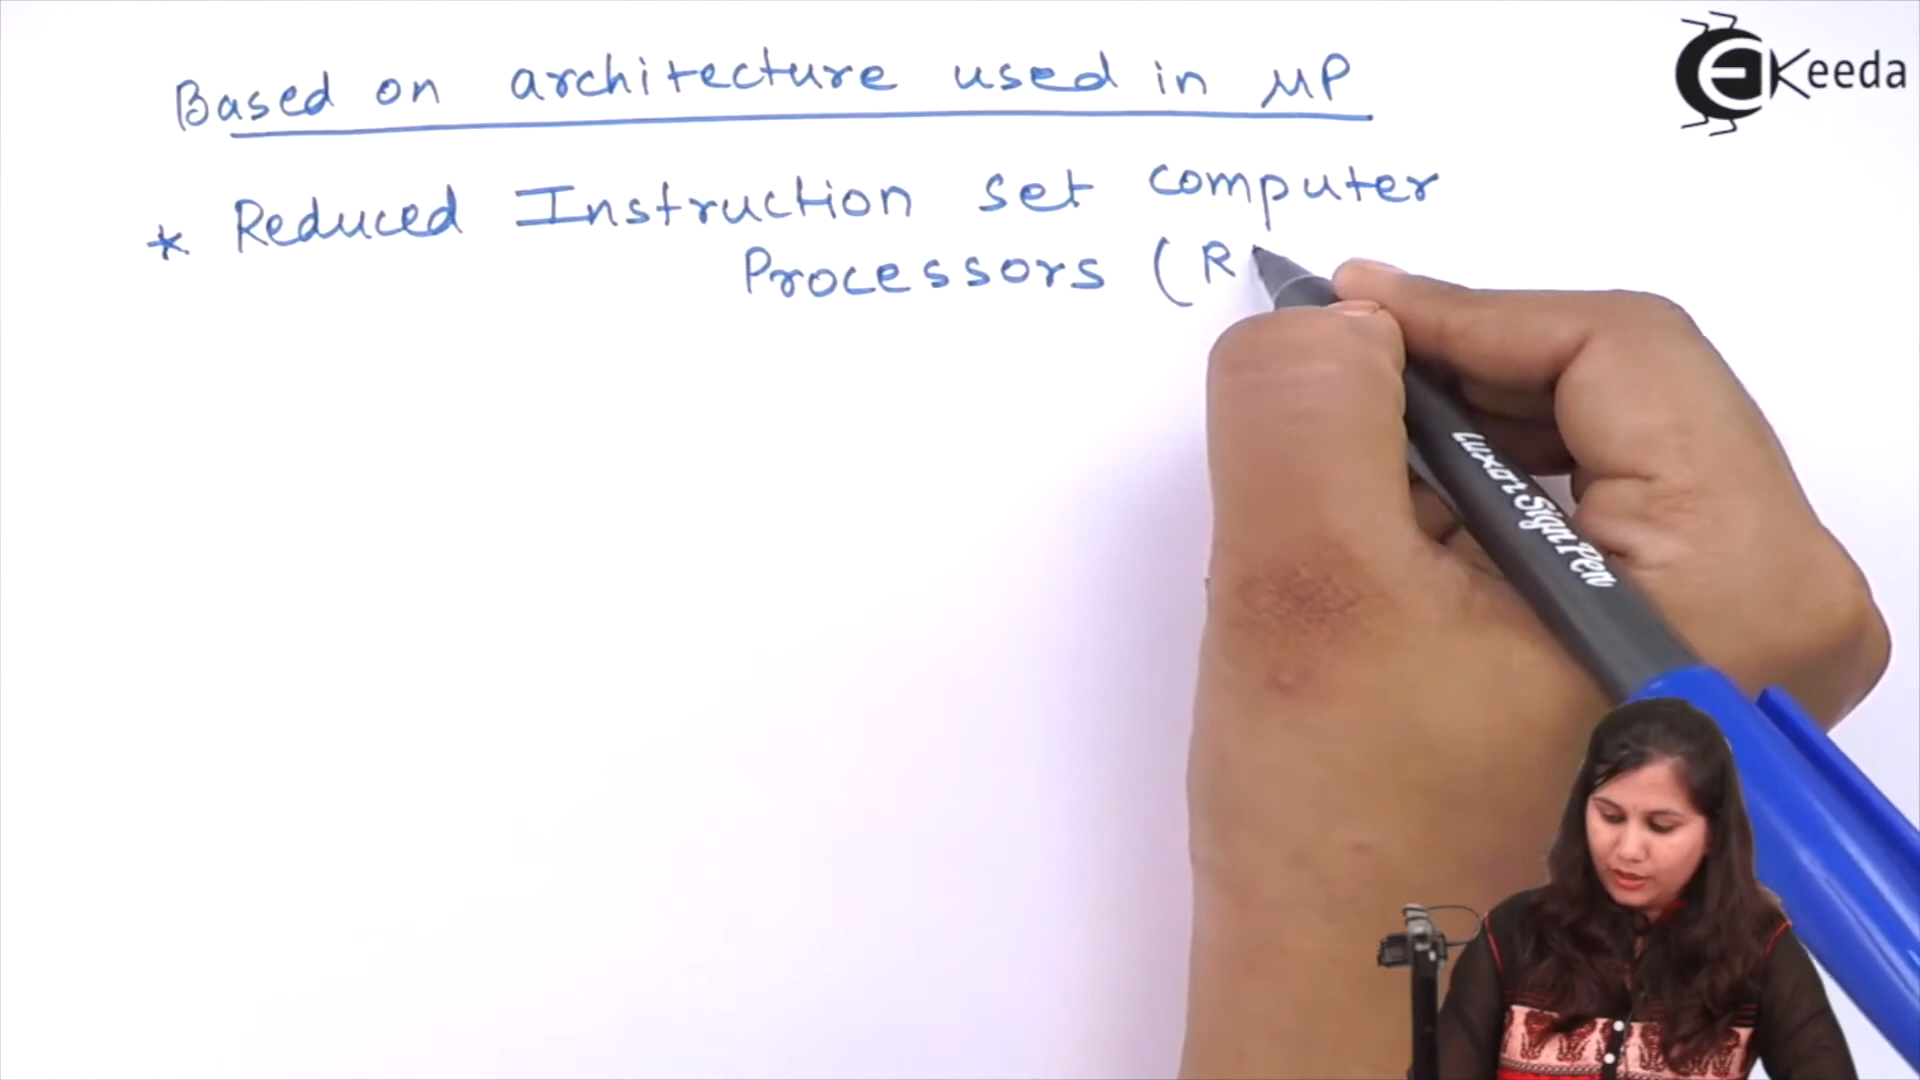 Based on architecture used in μP
EKeeda
* Reduced Instruction set computer
Processors (R
Luxor Sign Pen